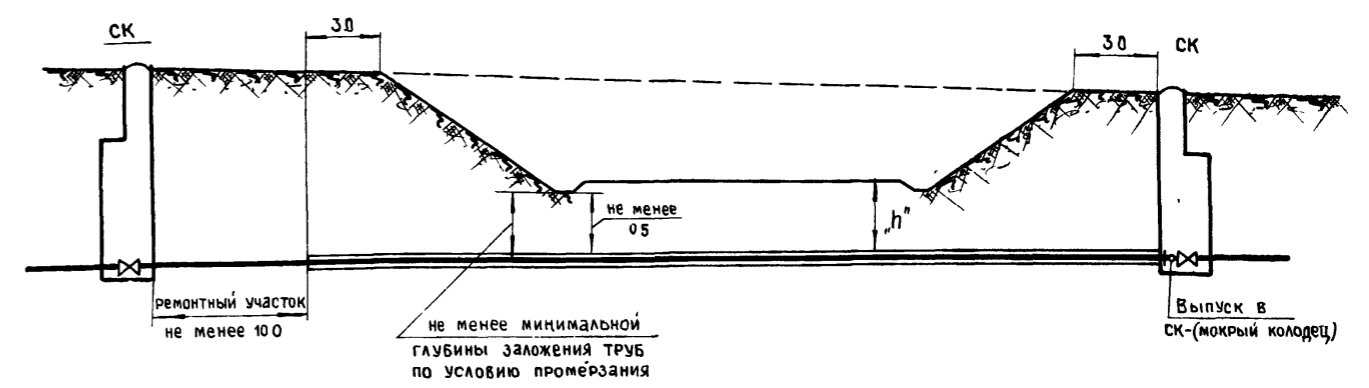 СК
3.0
3.0
СК
не менее
0.5
„h"
ремонтный участок
не менее 10.0
не менее минимальной
глубины заложения труб
по условию промерзания
Выпуск в
СК-(мокрый колодец)